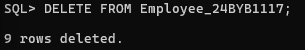 SQL> DELETE FROM Employee_24BYB1117;
9 rows deleted.